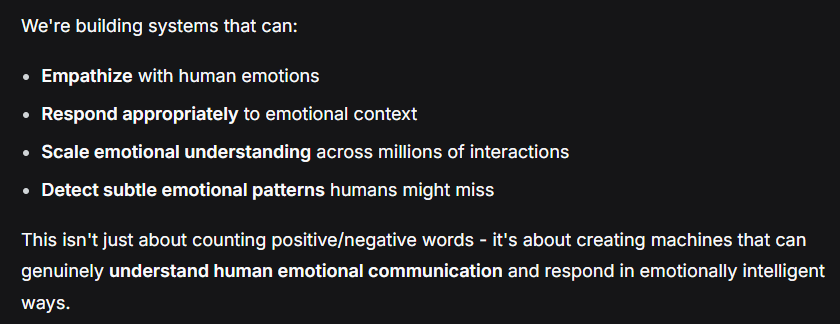 We're building systems that can:
• Empathize with human emotions
• Respond appropriately to emotional context
• Scale emotional understanding across millions of interactions
• Detect subtle emotional patterns humans might miss
This isn't just about counting positive/negative words - it's about creating machines that can
genuinely understand human emotional communication and respond in emotionally intelligent
ways.